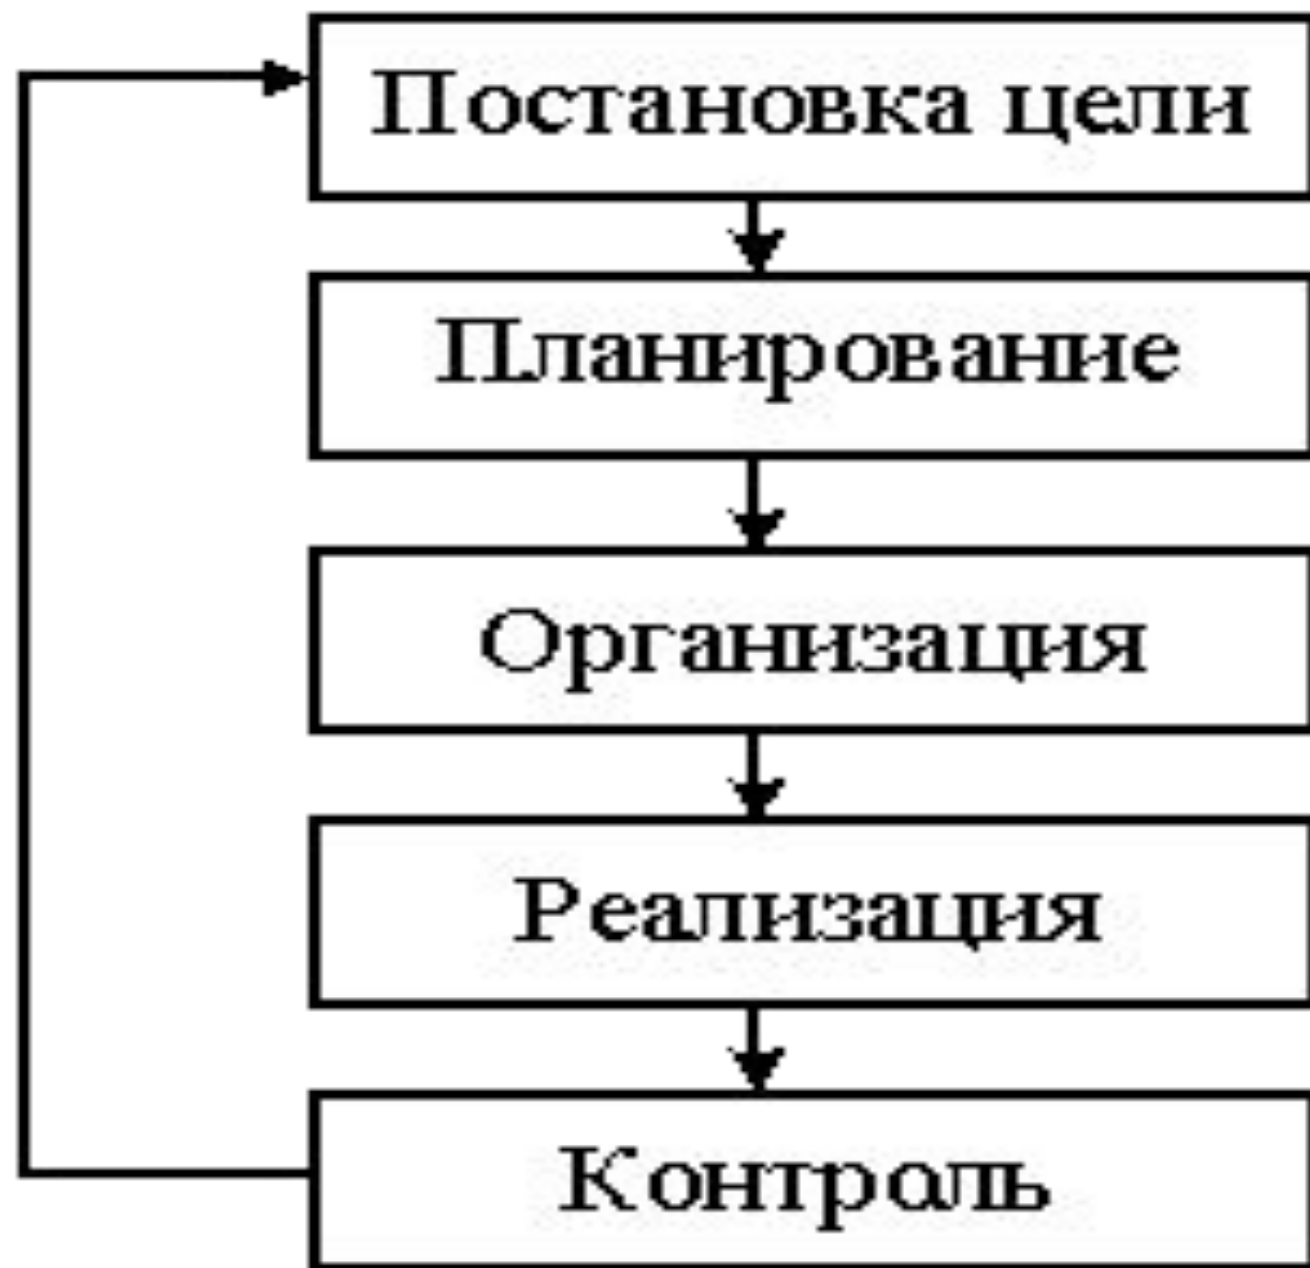 Постановка цели
Планирование
Организация
Реализация
Контроль